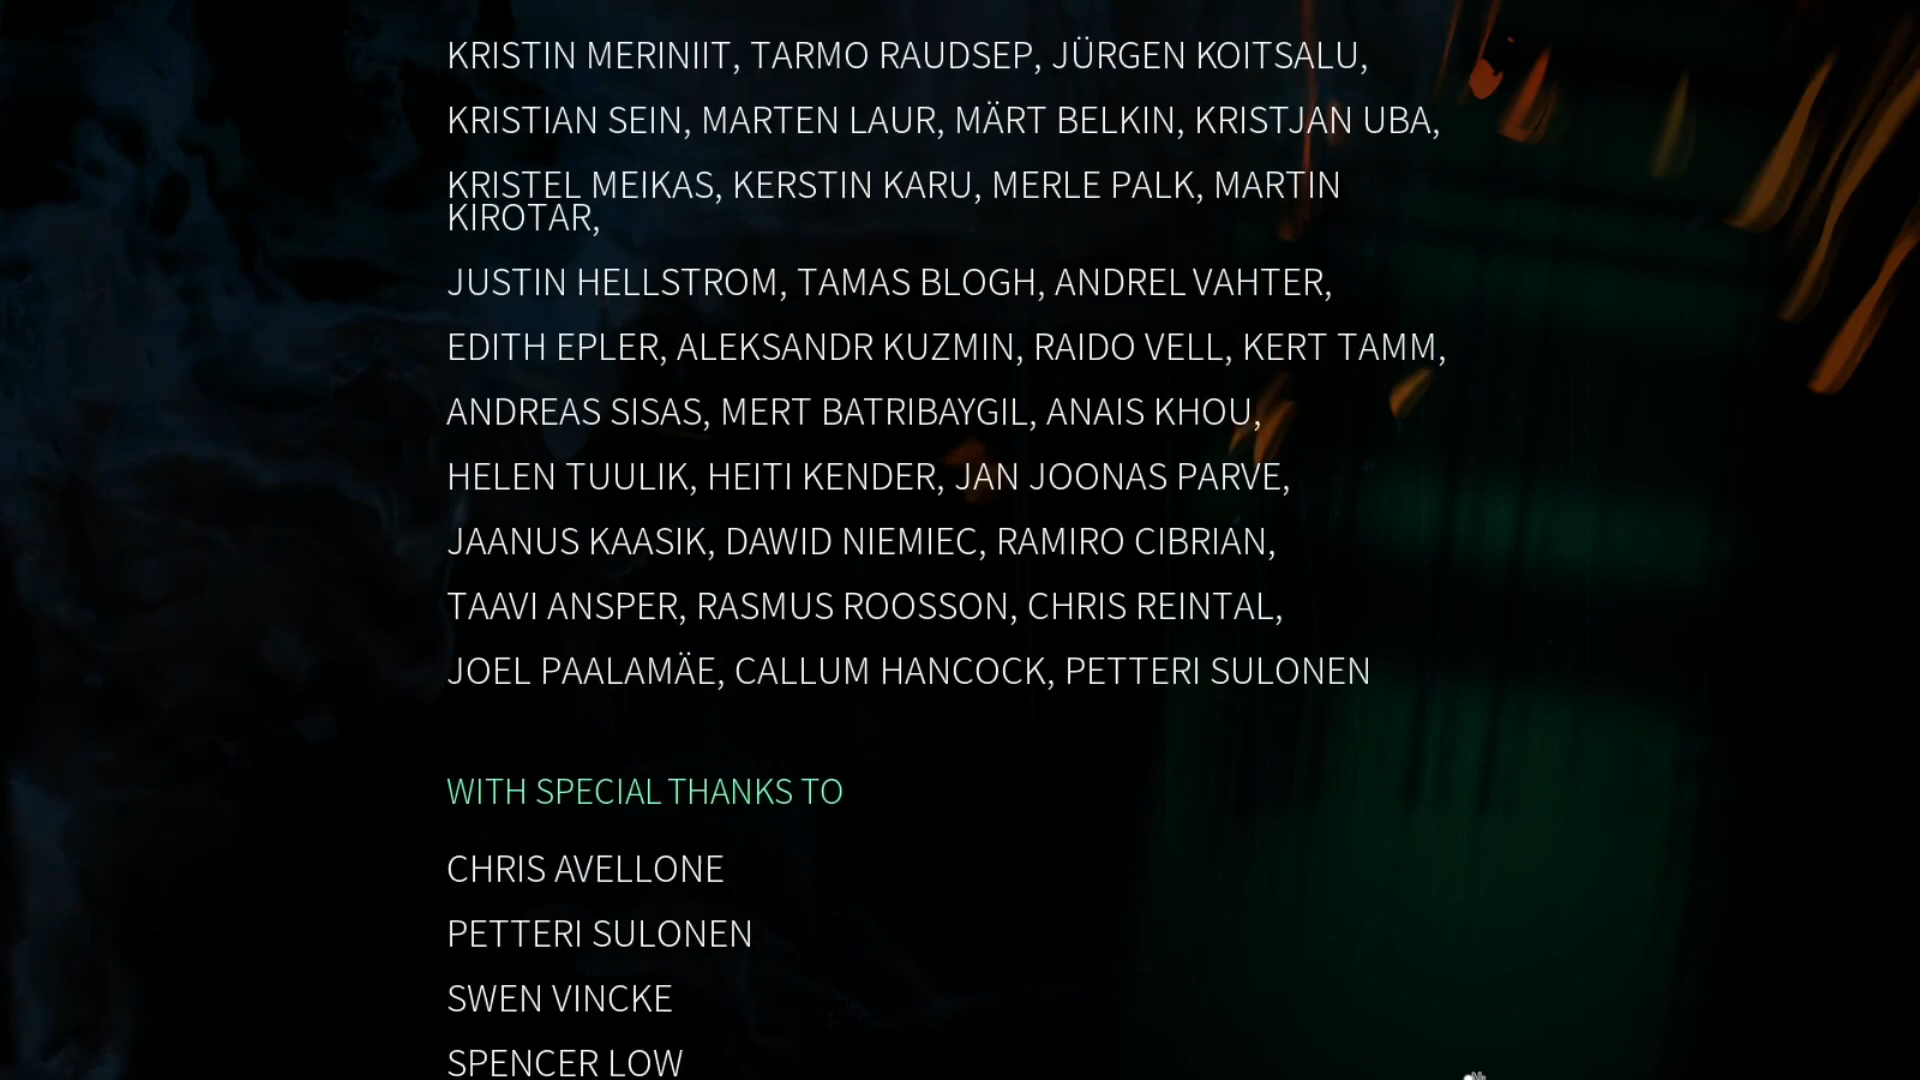 KRISTIN MERINIIT, TARMO RAUDSEP, JÜRGEN KOITSALU,
KRISTIAN SEIN, MARTEN LAUR, MÄRT BELKIN, KRISTJAN UBA,
KRISTEL MEIKAS, KERSTIN KARU, MERLE PALK, MARTIN
KIROTAR,
JUSTIN HELLSTROM, TAMAS BLOGH, ANDREL VAHTER,
EDITH EPLER, ALEKSANDR KUZMIN, RAIDO VELL, KERT TAMM,
ANDREAS SISAS, MERT BATRIBAYGIL, ANAIS KHOU,
HELEN TUULIK, HEITI KENDER, JAN JOONAS PARVE,
JAANUS KAASIK, DAWID NIEMIEC, RAMIRO CIBRIAN,
TAAVI ANSPER, RASMUS ROOSSON, CHRIS REINTAL,
JOEL PAALAMÄE, CALLUM HANCOCK, PETTERI SULONEN
WITH SPECIAL THANKS TO
CHRIS AVELLONE
PETTERI SULONEN
SWEN VINCKE
SPENCER LOW